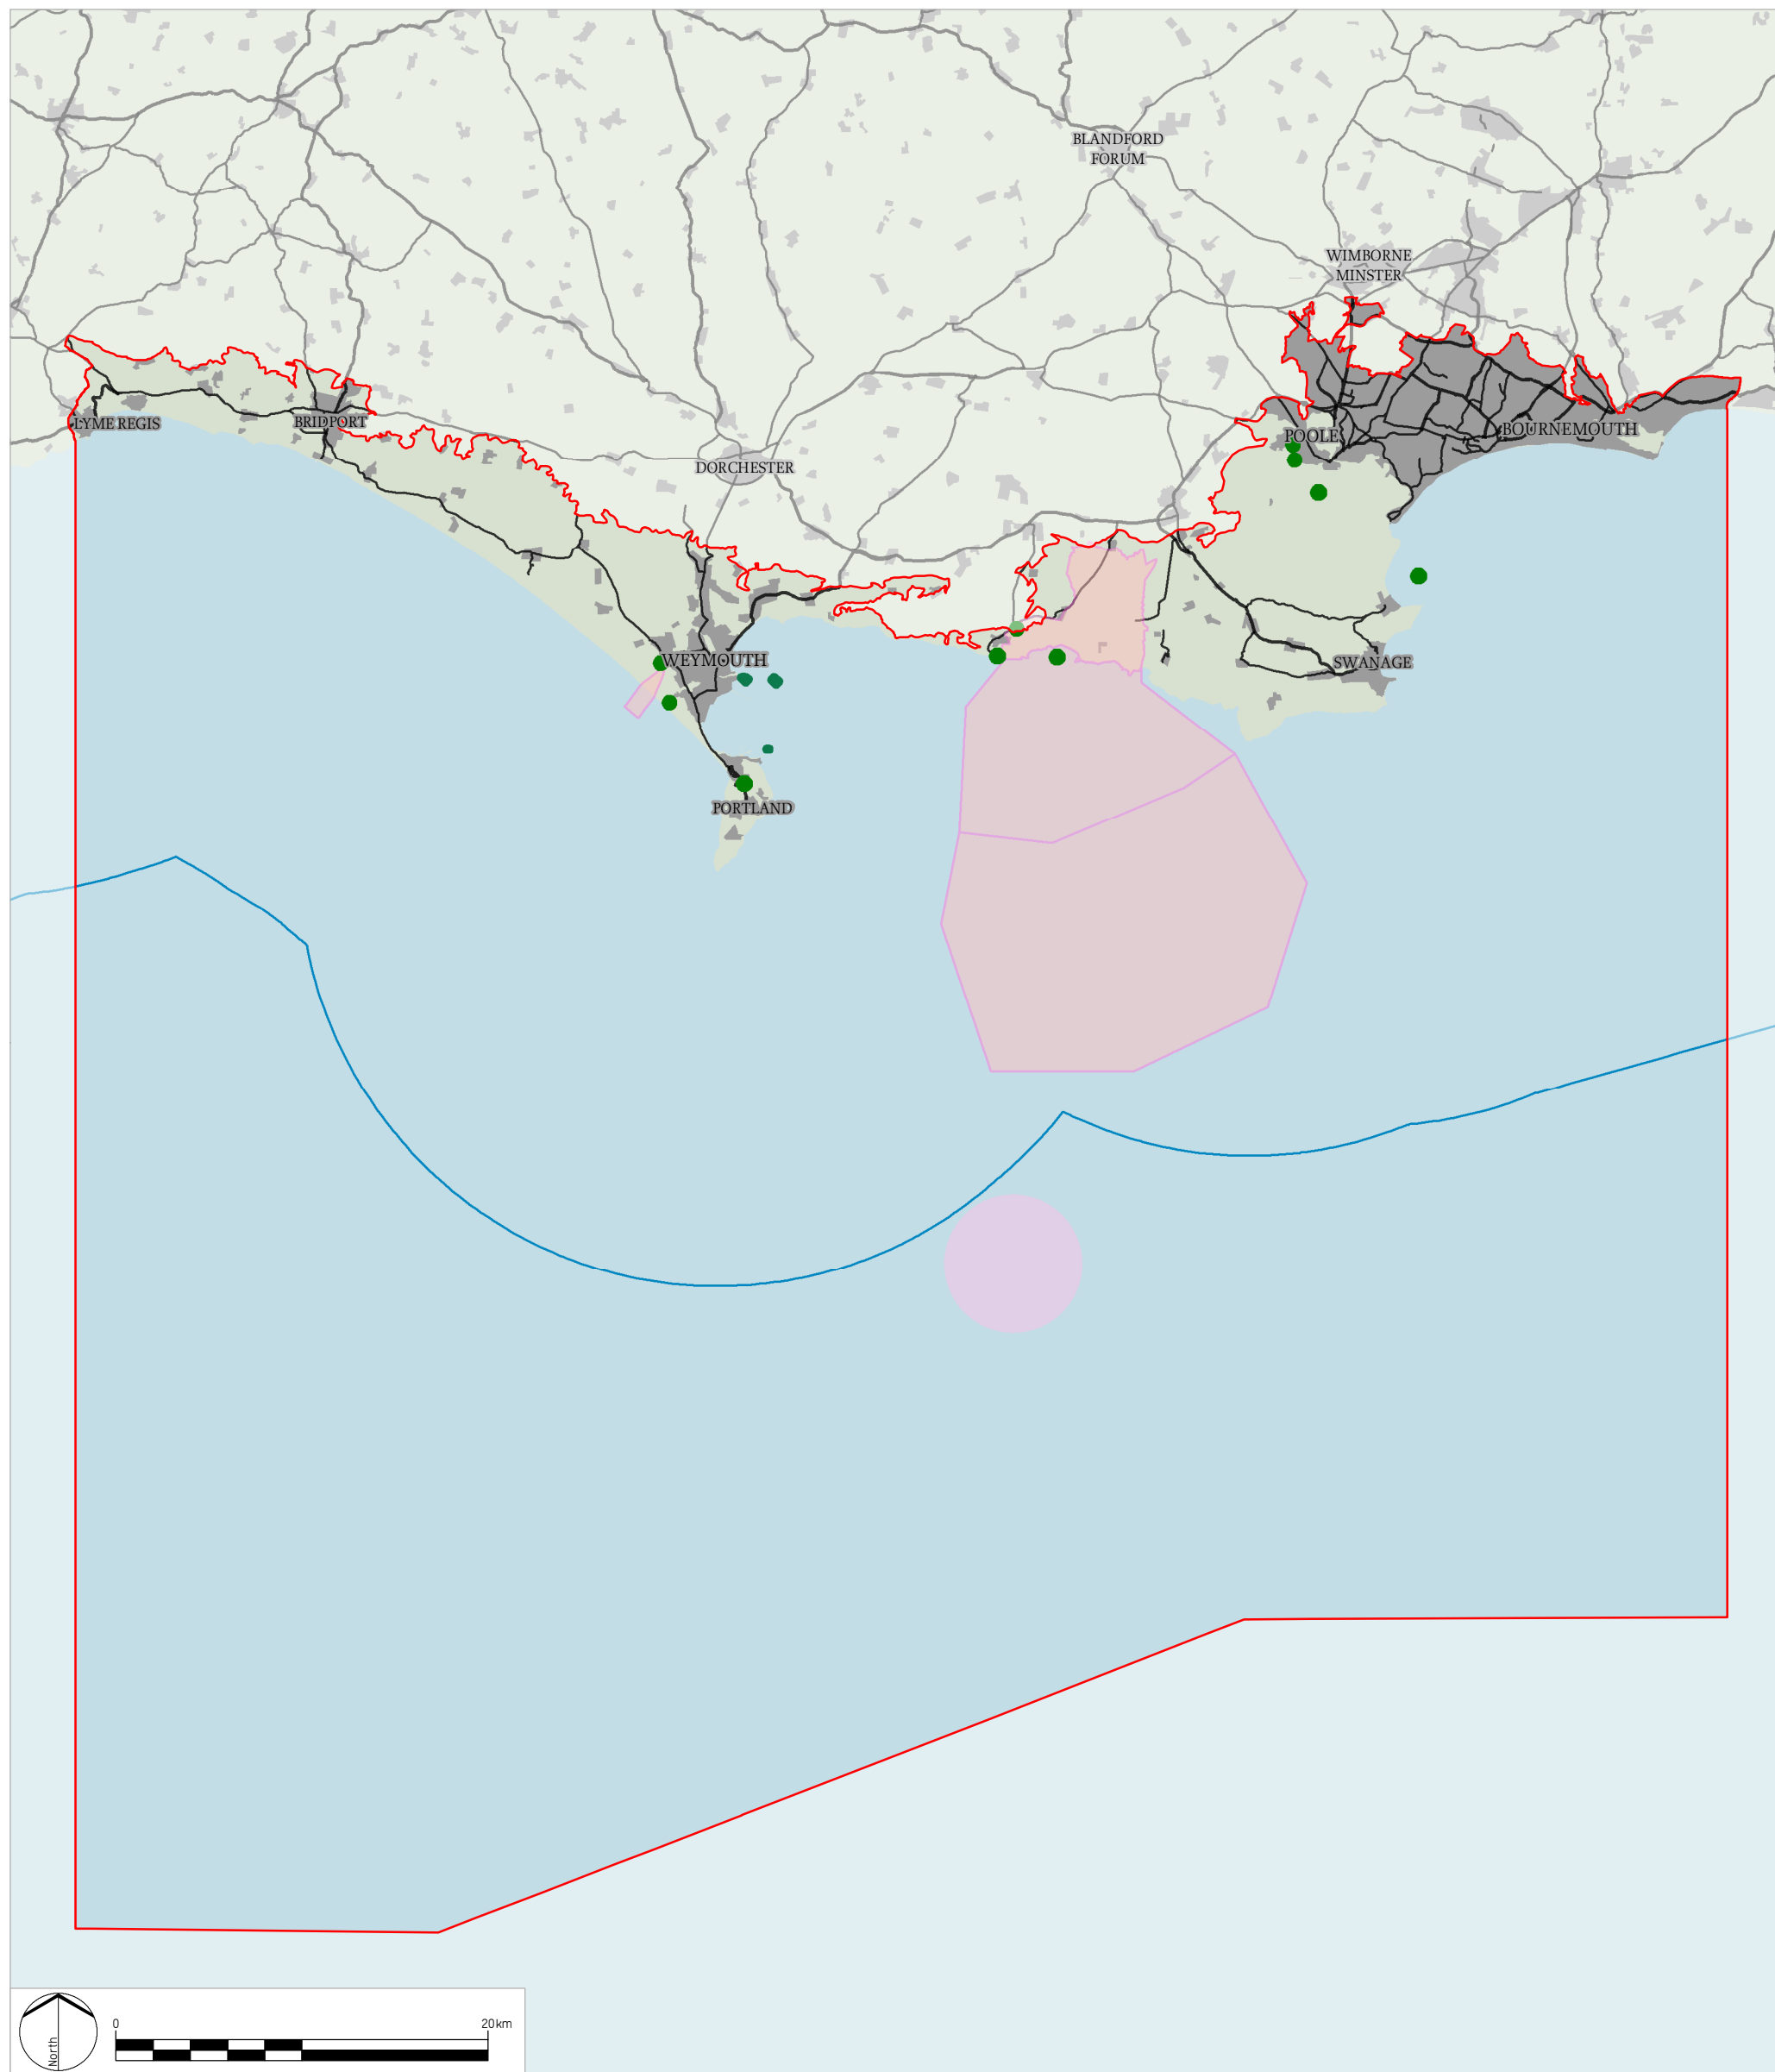 BLANDFORD
FORUM
WIMBORNE
MINSTER
LYME REGIS
BRIDPORT
POOLE
BOURNEMOUTH
DORCHESTER
WEYMOUTH
SWANAGE
PORTLAND
North
0
20km